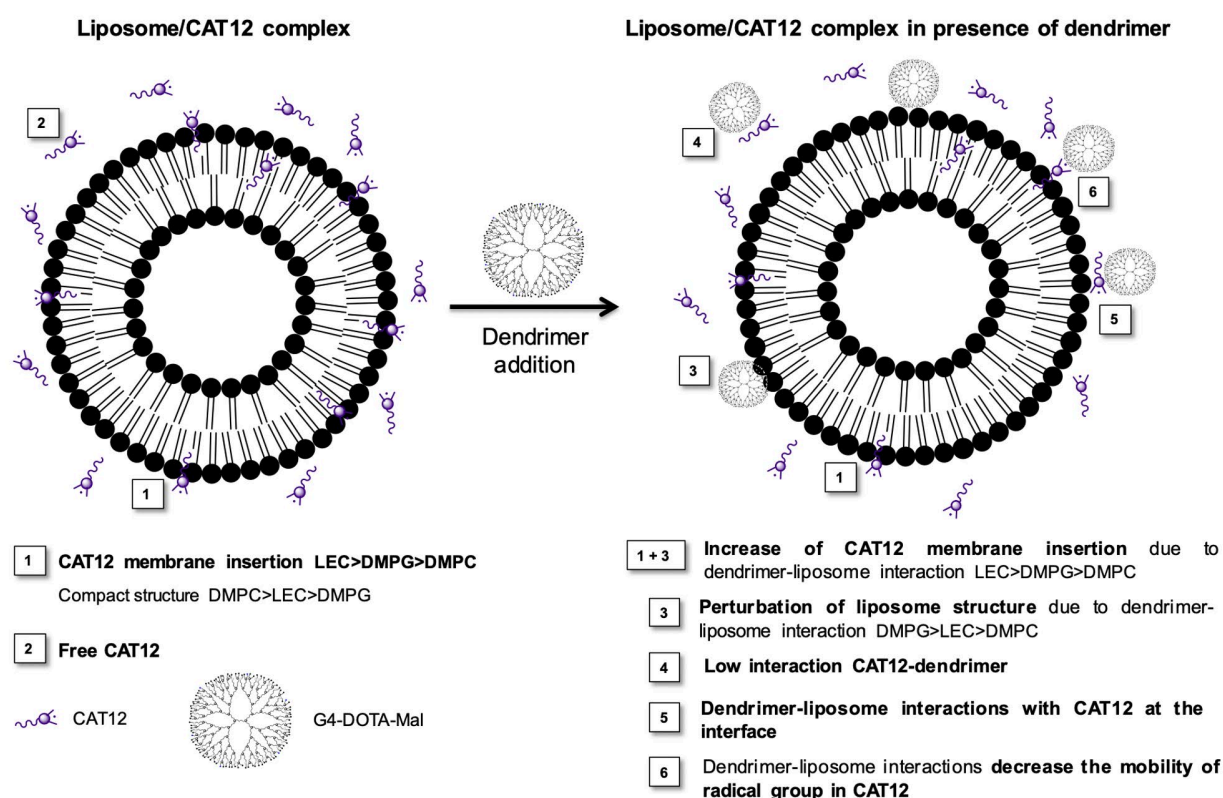 Liposome/CAT12 complex
Liposome/CAT12 complex in presence of dendrimer
2
1
Dendrimer
addition
4
6
5
3
1
1 CAT12 membrane insertion LEC>DMPG>DMPC
Compact structure DMPC>LEC>DMPG
2 Free CAT12
CAT12
G4-DOTA-Mal
1 + 3 Increase of CAT12 membrane insertion due to
dendrimer-liposome interaction LEC>DMPG>DMPC
3 Perturbation of liposome structure due to dendrimer-
liposome interaction DMPG>LEC>DMPC
4 Low interaction CAT12-dendrimer
5 Dendrimer-liposome interactions with CAT12 at the
interface
6 Dendrimer-liposome interactions decrease the mobility of
radical group in CAT12